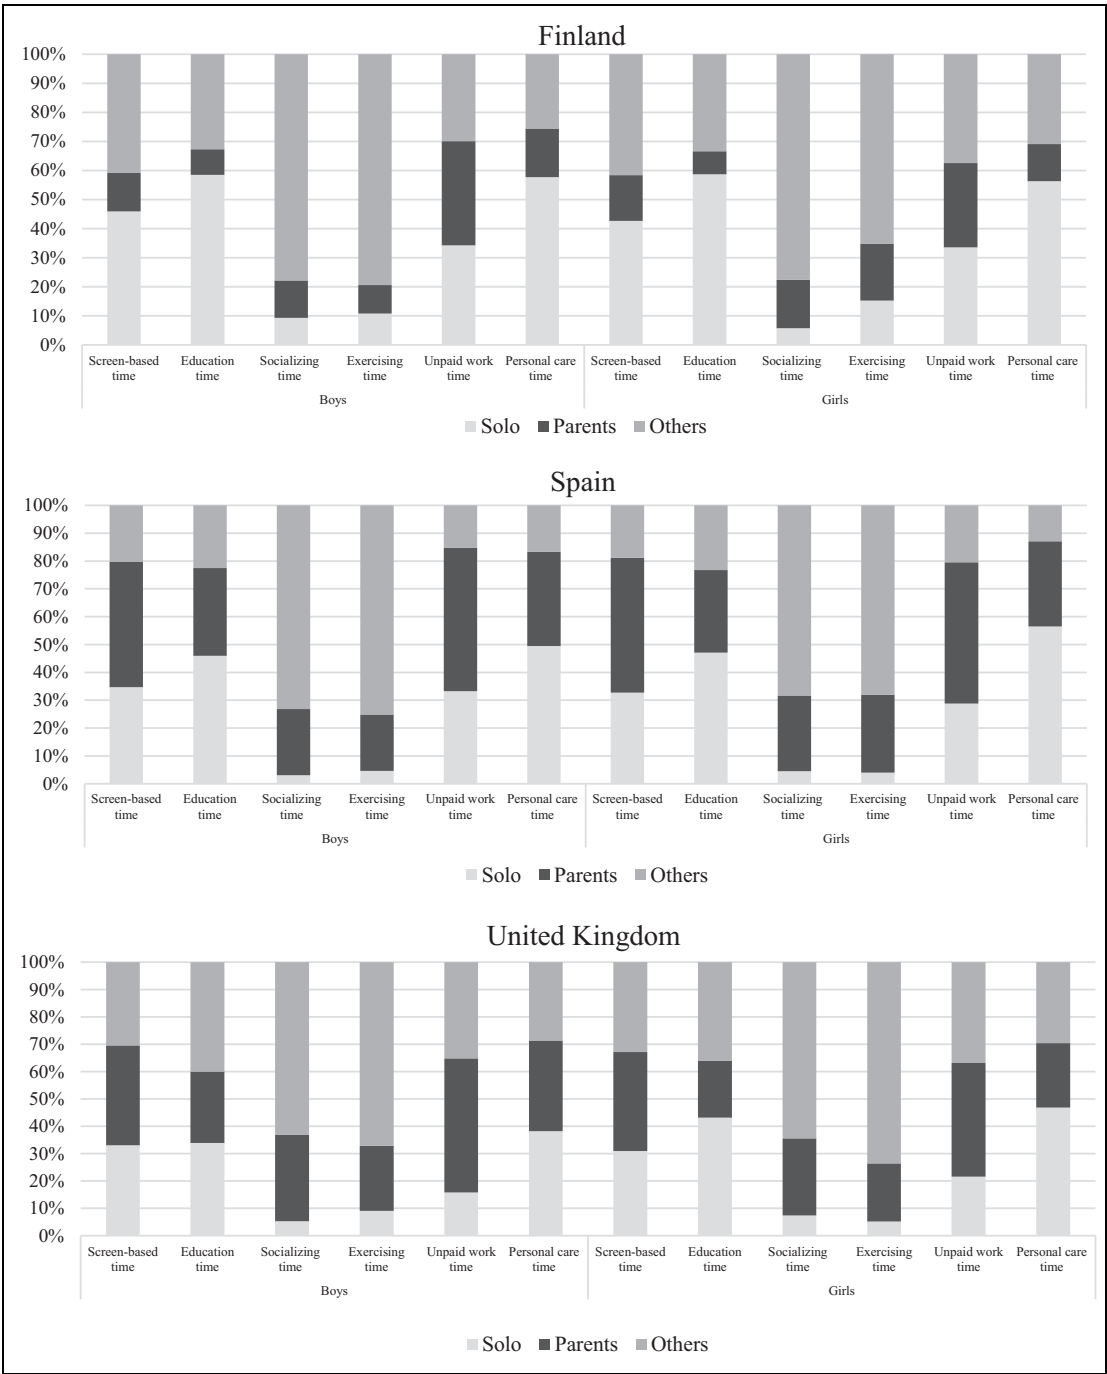 Finland
100%
90%
80%
70%
60%
50%
40%
30%
20%
10%
0%
Screen-based Education Socializing Exercising Unpaid work Personal care Screen-based Education Socializing Exercising Unpaid work Personal care
time time time time time time time time time time time time
Boys Girls
Solo Parents Others
Spain
100%
90%
80%
70%
60%
50%
40%
30%
20%
10%
0%
Screen-based Education Socializing Exercising Unpaid work Personal care Screen-based Education Socializing Exercising Unpaid work Personal care
time time time time time time time time time time time time
Boys Girls
Solo Parents Others
United Kingdom
100%
90%
80%
70%
60%
50%
40%
30%
20%
10%
0%
Screen-based Education Socializing Exercising Unpaid work Personal care Screen-based Education Socializing Exercising Unpaid work Personal care
time time time time time time time time time time time time
Boys Girls
Solo Parents Others